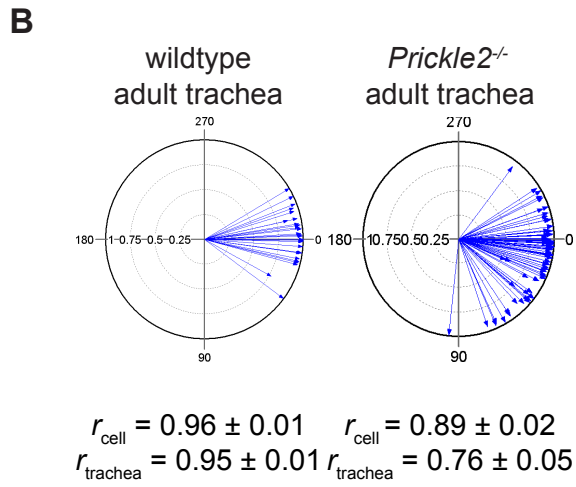 B
wildtype
adult trachea
Prickle2-/-
adult trachea
270
180
1
0.75
0.5
0.25
0
90
270
180
1
0.75
0.5
0.25
0
90
rcell = 0.96 ± 0.01
rtrachea = 0.95 ± 0.01
rcell = 0.89 ± 0.02
rtrachea = 0.76 ± 0.05